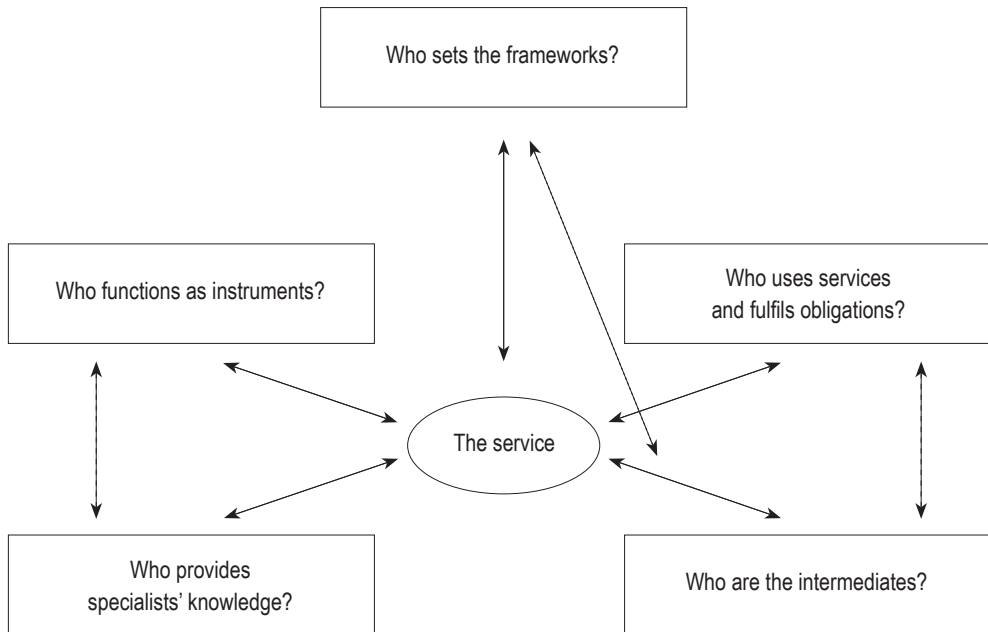 Who sets the frameworks?
Who functions as instruments?
Who uses services
and fulfils obligations?
The service
Who provides
specialists’ knowledge?
Who are the intermediates?